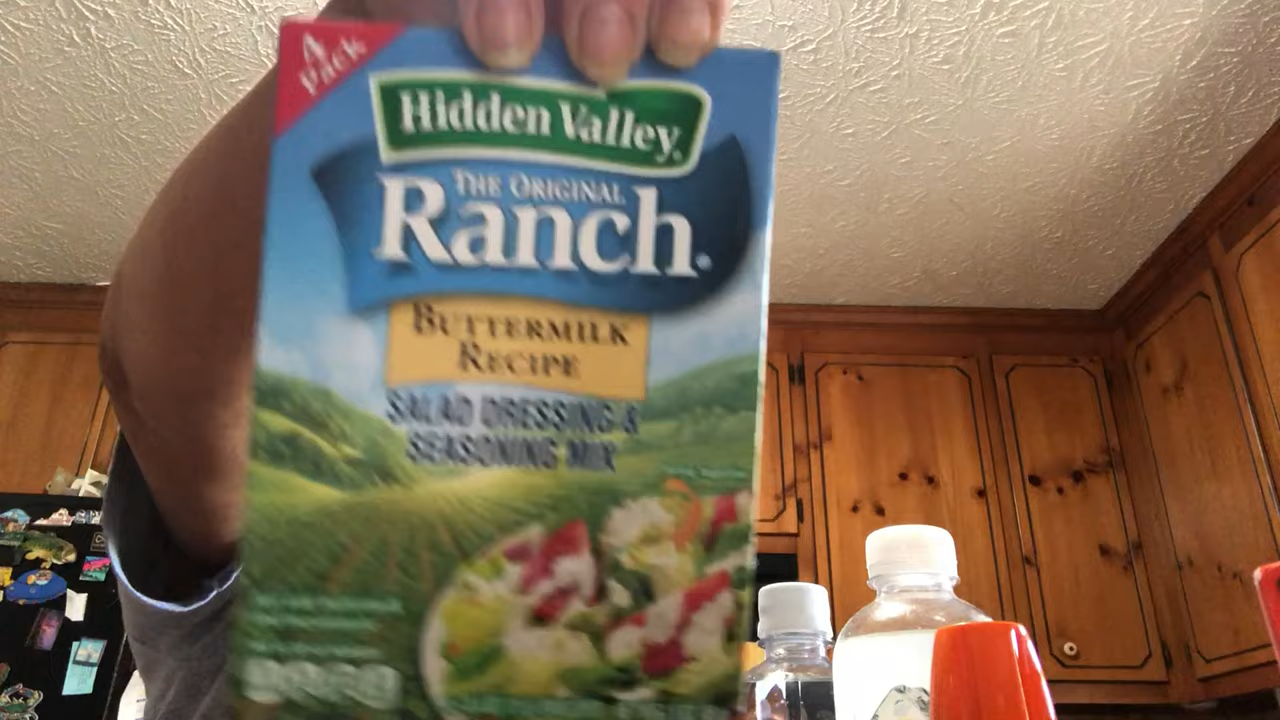 4
Pack
Hidden Valley
THE ORIGINAL
Ranch
BUTTERMILK
RECIPE
SALAD DRESSING &
SEASONING MIX